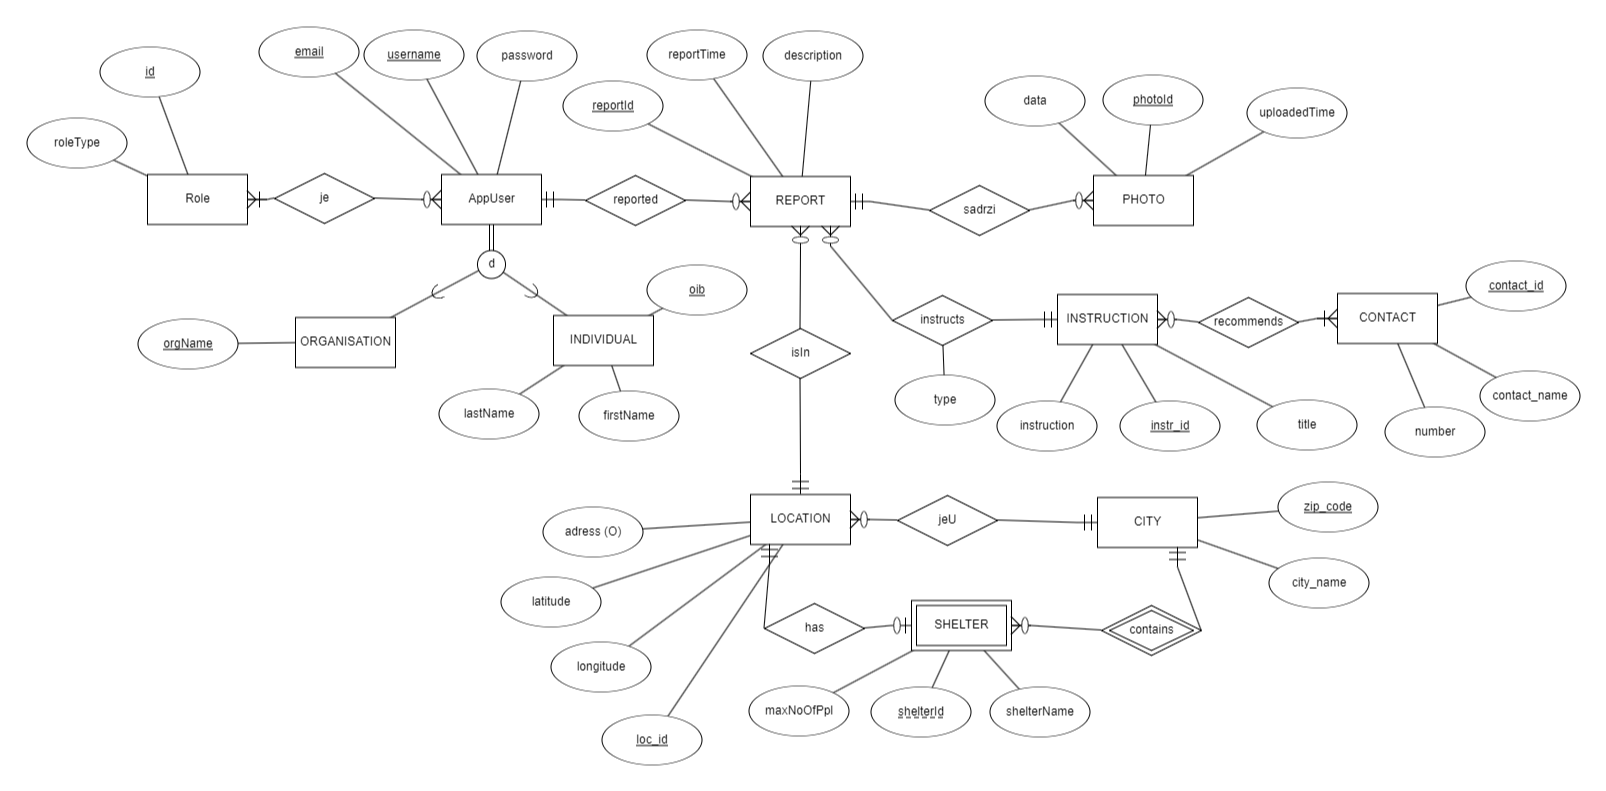 email
username
password
reportTime
description
id
reportId
data
photoId
uploadedTime
roleType
Role
je
AppUser
reported
REPORT
sadrzi
PHOTO
d
oib
contact_id
orgName
ORGANISATION
INDIVIDUAL
isIn
instructs
INSTRUCTION
recommends
CONTACT
lastName
firstName
type
instruction
instr_id
title
number
contact_name
adress (O)
LOCATION
jeU
CITY
zip_code
latitude
city_name
has
SHELTER
contains
longitude
maxNoOfPpl
shelterId
shelterName
loc_id